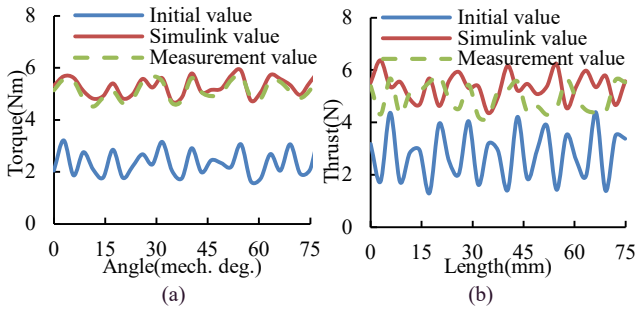 Initial value
Simulink value
Measurement value
8
6
4
2
0
Torque(Nm)
0 15 30 45 60 75
Angle(mech. deg.)
(a)
Initial value
Simulink value
Measurement value
8
6
4
2
0
Thrust(N)
0 15 30 45 60 75
Length(mm)
(b)